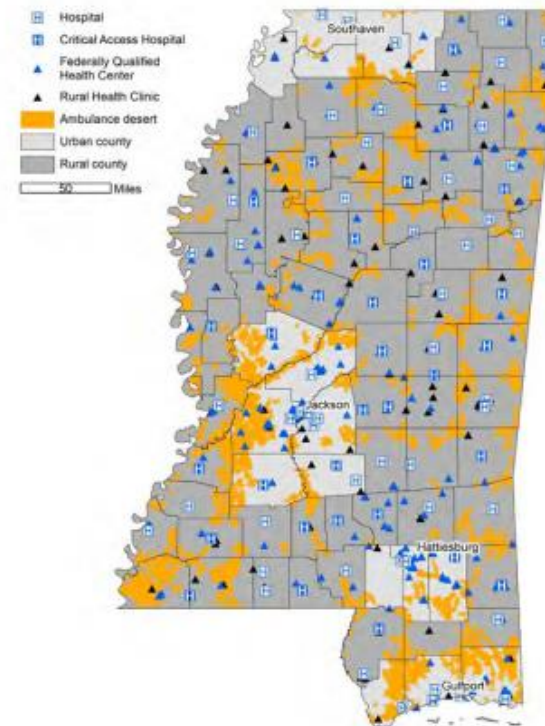 Hospital
Critical Access Hospital
Federally Qualified
Health Center
Rural Health Clinic
Ambulance desert
Urban county
Rural county
50 Miles
Southaven
Jackson
Hattiesburg
Gulfport